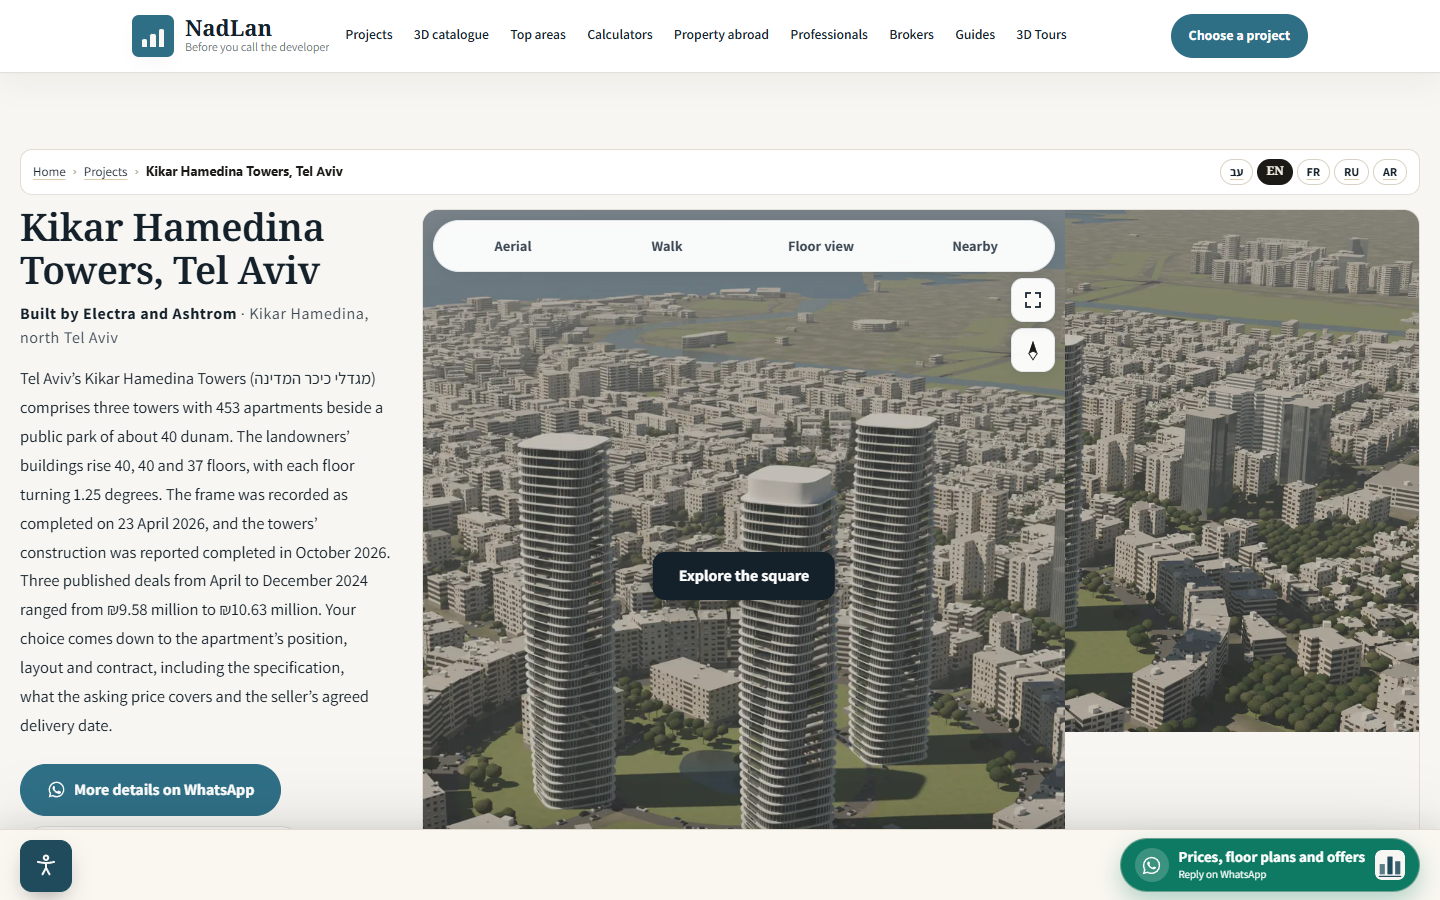 NadLan
Before you call the developer
Projects
3D catalogue
Top areas
Calculators
Property abroad
Professionals
Brokers
Guides
3D Tours
Choose a project
Home › Projects › Kikar Hamedina Towers, Tel Aviv
עב
EN
FR
RU
AR
Kikar Hamedina
Towers, Tel Aviv
Built by Electra and Ashtrom · Kikar Hamedina,
north Tel Aviv
Tel Aviv’s Kikar Hamedina Towers (מגדלי כיכר המדינה)
comprises three towers with 453 apartments beside a
public park of about 40 dunam. The landowners’
buildings rise 40, 40 and 37 floors, with each floor
turning 1.25 degrees. The frame was recorded as
completed on 23 April 2026, and the towers’
construction was reported completed in October 2026.
Three published deals from April to December 2024
ranged from ₪9.58 million to ₪10.63 million. Your
choice comes down to the apartment’s position,
layout and contract, including the specification,
what the asking price covers and the seller’s agreed
delivery date.
More details on WhatsApp
Aerial
Walk
Floor view
Nearby
Explore the square
Prices, floor plans and offers
Reply on WhatsApp